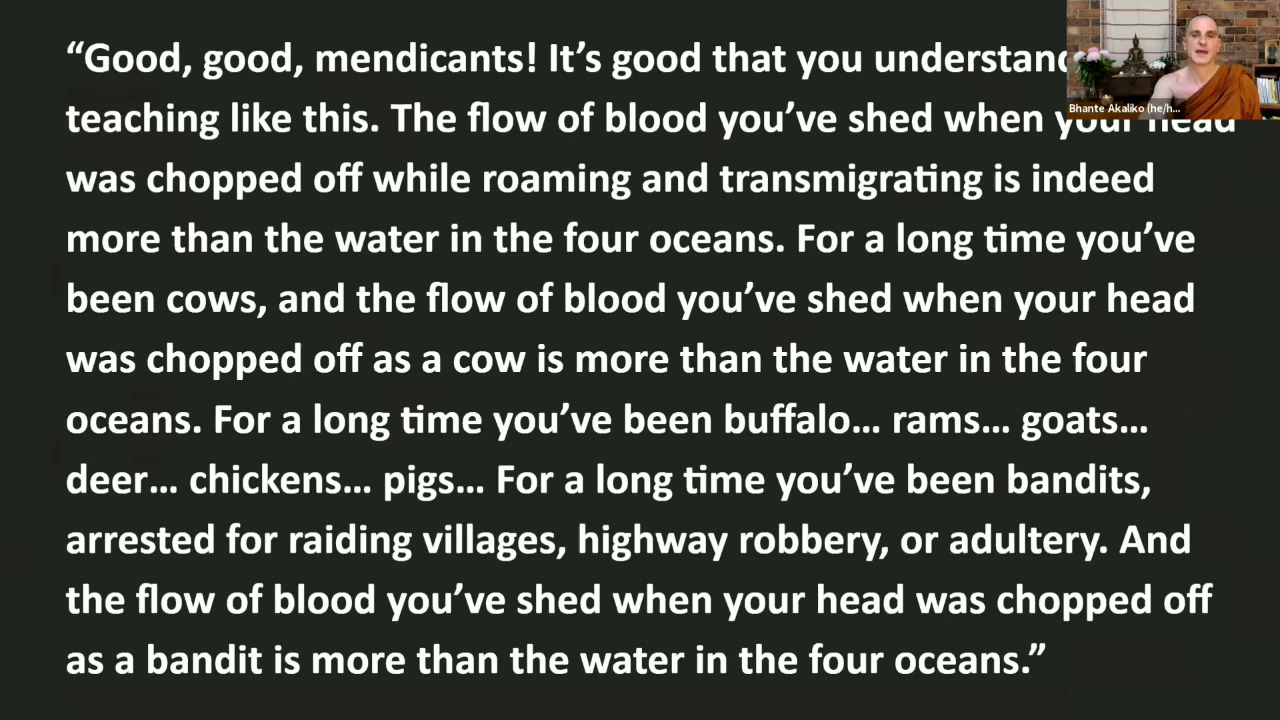 “Good, good, mendicants! It’s good that you understand
teaching like this. The flow of blood you’ve shed when your head
was chopped off while roaming and transmigrating is indeed
more than the water in the four oceans. For a long time you’ve
been cows, and the flow of blood you’ve shed when your head
was chopped off as a cow is more than the water in the four
oceans. For a long time you’ve been buffalo… rams… goats…
deer… chickens… pigs… For a long time you’ve been bandits,
arrested for raiding villages, highway robbery, or adultery. And
the flow of blood you’ve shed when your head was chopped off
as a bandit is more than the water in the four oceans.”
Bhante Akaliko (he/h...